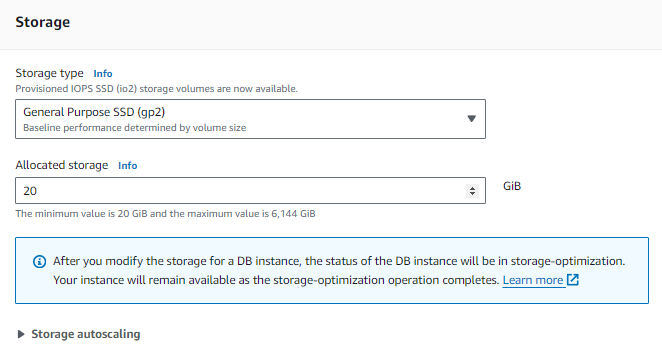 Storage
Storage type Info
Provisioned IOPS SSD (io2) storage volumes are now available.
General Purpose SSD (gp2)
Baseline performance determined by volume size
Allocated storage Info
20
GiB
The minimum value is 20 GiB and the maximum value is 6,144 GiB
After you modify the storage for a DB instance, the status of the DB instance will be in storage-optimization.
Your instance will remain available as the storage-optimization operation completes. Learn more
Storage autoscaling